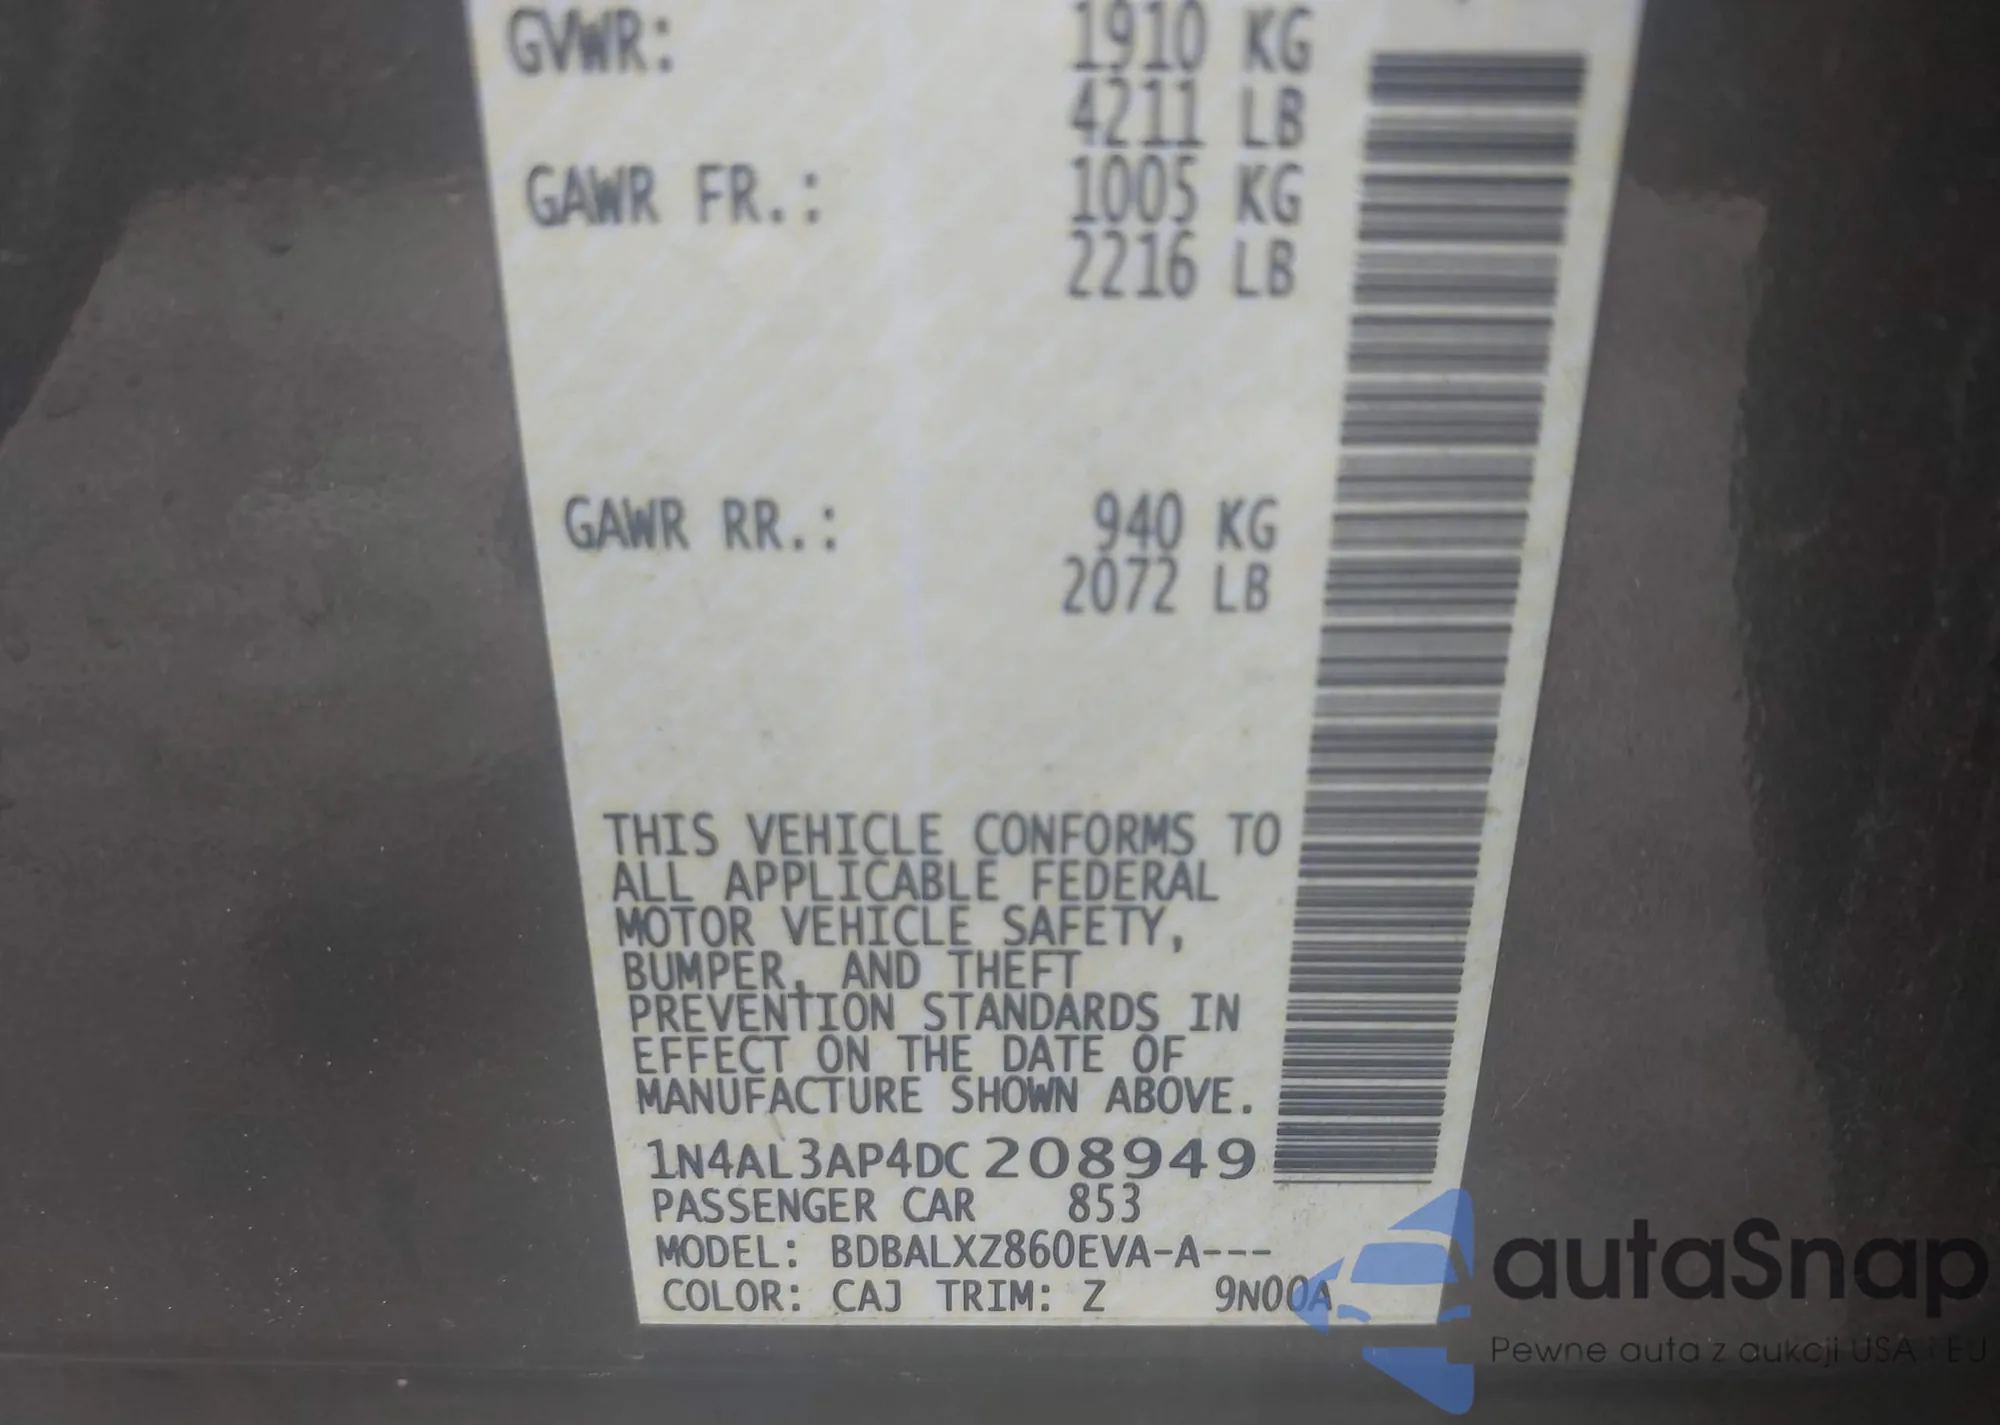 GVWR: 1910 KG
4211 LB
GAWR FR.: 1005 KG
2216 LB
GAWR RR.: 940 KG
2072 LB
THIS VEHICLE CONFORMS TO
ALL APPLICABLE FEDERAL
MOTOR VEHICLE SAFETY,
BUMPER, AND THEFT
PREVENTION STANDARDS IN
EFFECT ON THE DATE OF
MANUFACTURE SHOWN ABOVE.
1N4AL3AP4DC208949
PASSENGER CAR 853
MODEL: BDBALXZ860EVA-A---
COLOR: CAJ TRIM: Z 9N00A
autaSnap
Pewne auta z aukcji USA i EU